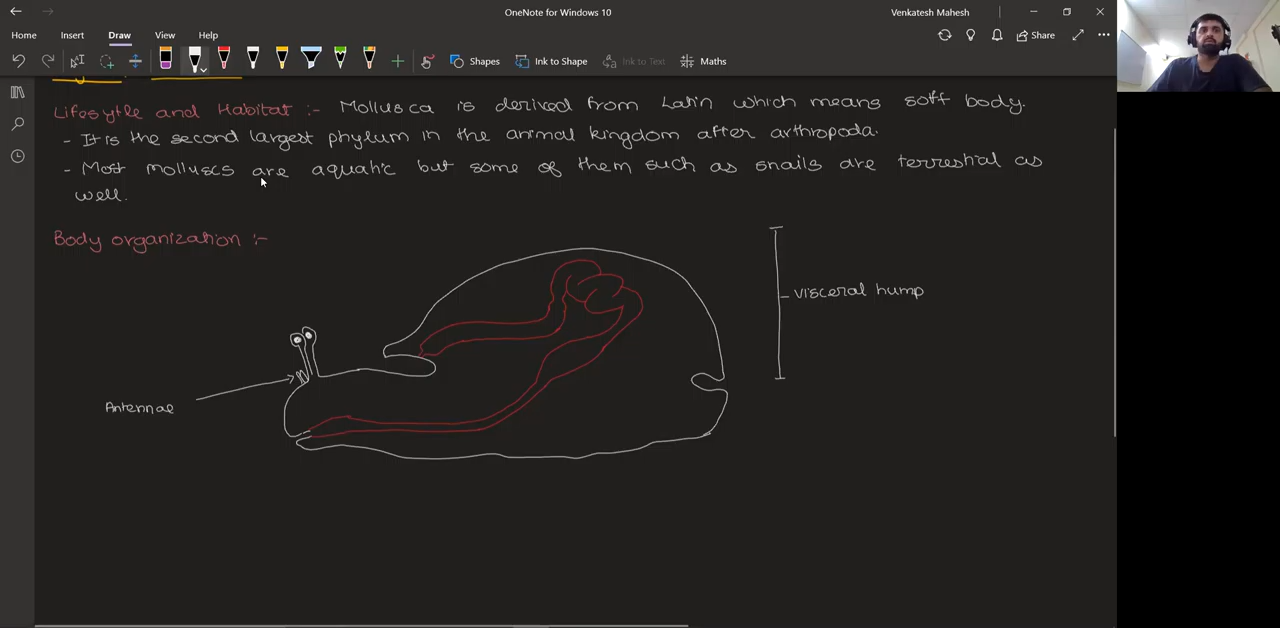 OneNote for Windows 10
Venkatesh Mahesh
Home
Insert
Draw
View
Help
Share
Shapes
Ink to Shape
Ink to Text
Maths
Lifesytle and Habitat :- Mollusca is derived from Latin which means soft body.
- It is the second largest phylum in the animal kingdom after arthropoda.
- Most molluscs are aquatic but some of them such as snails are terrestial as
well.
Body organization :-
visceral hump
Antennae